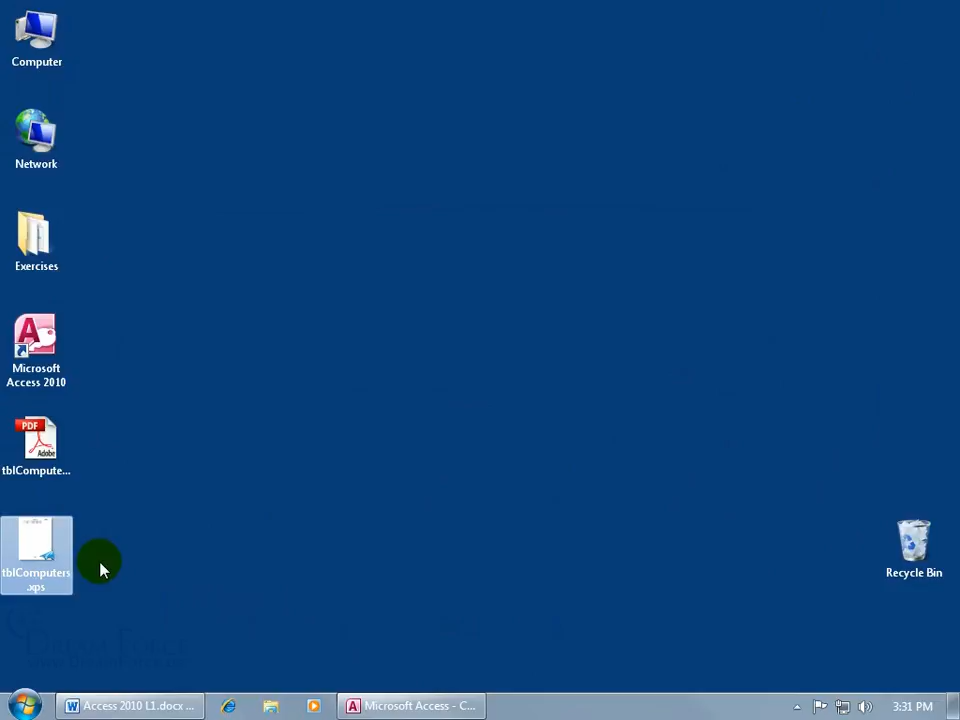 Computer
Network
Exercises
Microsoft
Access 2010
PDF
Adobe
tblCompute...
tblComputers
.xps
Recycle Bin
Access 2010 L1.docx ...
Microsoft Access - C...
3:31 PM